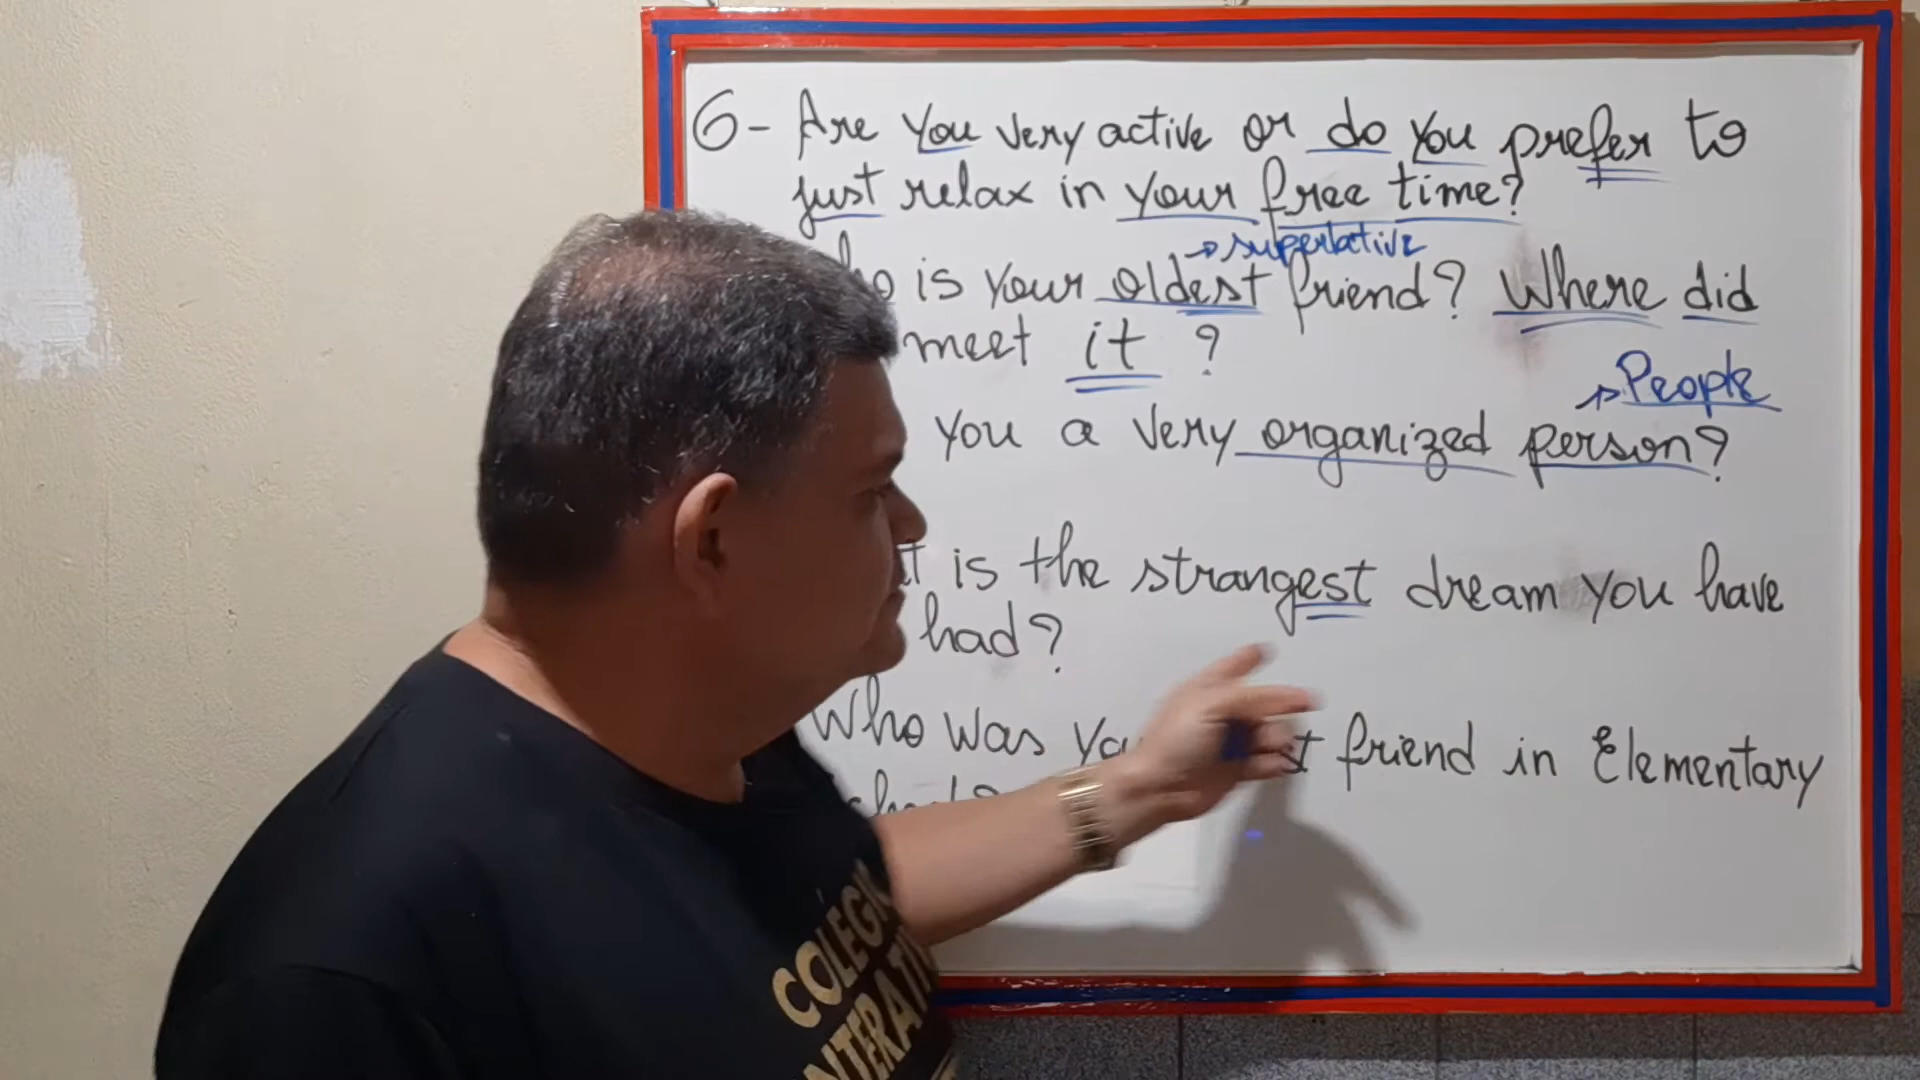 6- Are you very active or do you prefer to
just relax in your free time?
→ superlative
is your oldest friend? Where did
meet it ?
→ People
you a very organized person?
is the strangest dream you have
had?
Who was friend in Elementary
COLEGI
INTERATI